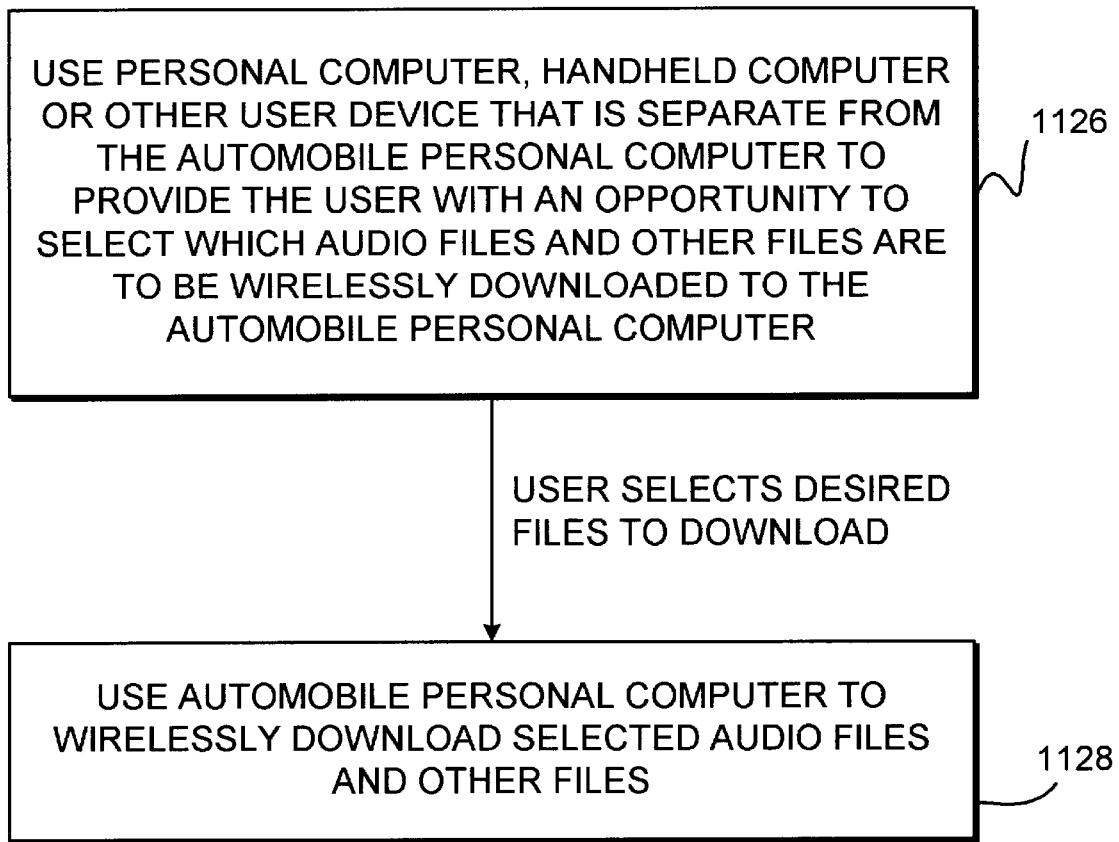 USE PERSONAL COMPUTER, HANDHELD COMPUTER
OR OTHER USER DEVICE THAT IS SEPARATE FROM
THE AUTOMOBILE PERSONAL COMPUTER TO
PROVIDE THE USER WITH AN OPPORTUNITY TO
SELECT WHICH AUDIO FILES AND OTHER FILES ARE
TO BE WIRELESSLY DOWNLOADED TO THE
AUTOMOBILE PERSONAL COMPUTER
1126
USER SELECTS DESIRED
FILES TO DOWNLOAD
USE AUTOMOBILE PERSONAL COMPUTER TO
WIRELESSLY DOWNLOAD SELECTED AUDIO FILES
AND OTHER FILES
1128